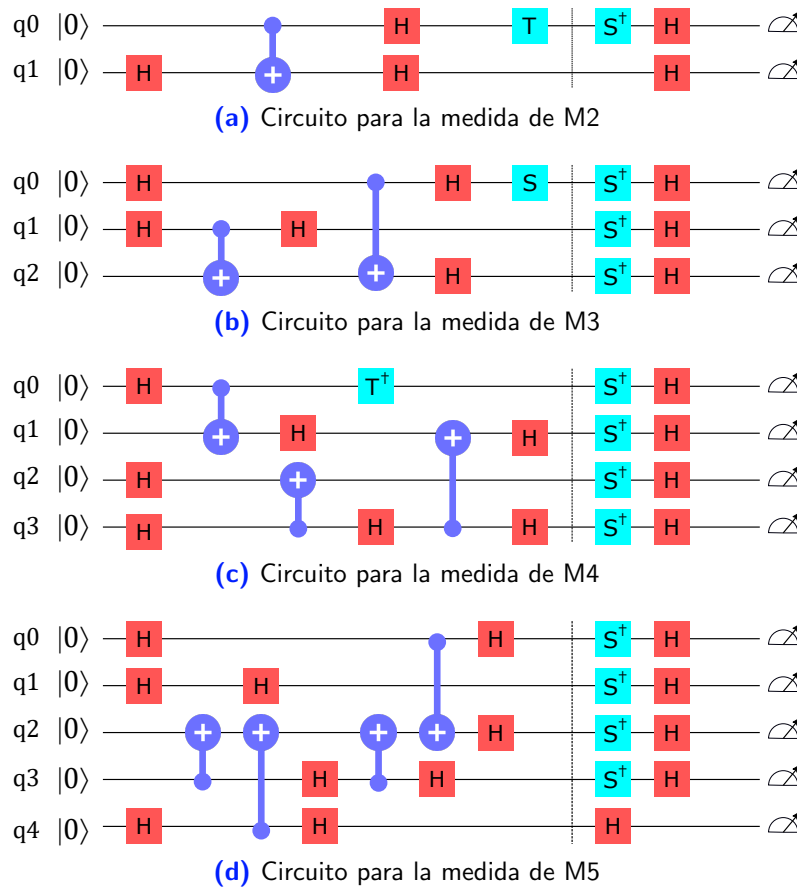 q0 |0⟩ H T S† H
q1 |0⟩ H H H
(a) Circuito para la medida de M2
q0 |0⟩ H H S S† H
q1 |0⟩ H H S† H
q2 |0⟩ H S† H
(b) Circuito para la medida de M3
q0 |0⟩ H T† S† H
q1 |0⟩ H H S† H
q2 |0⟩ H S† H
q3 |0⟩ H H H S† H
(c) Circuito para la medida de M4
q0 |0⟩ H H S† H
q1 |0⟩ H H S† H
q2 |0⟩ H S† H
q3 |0⟩ H H S† H
q4 |0⟩ H H H
(d) Circuito para la medida de M5